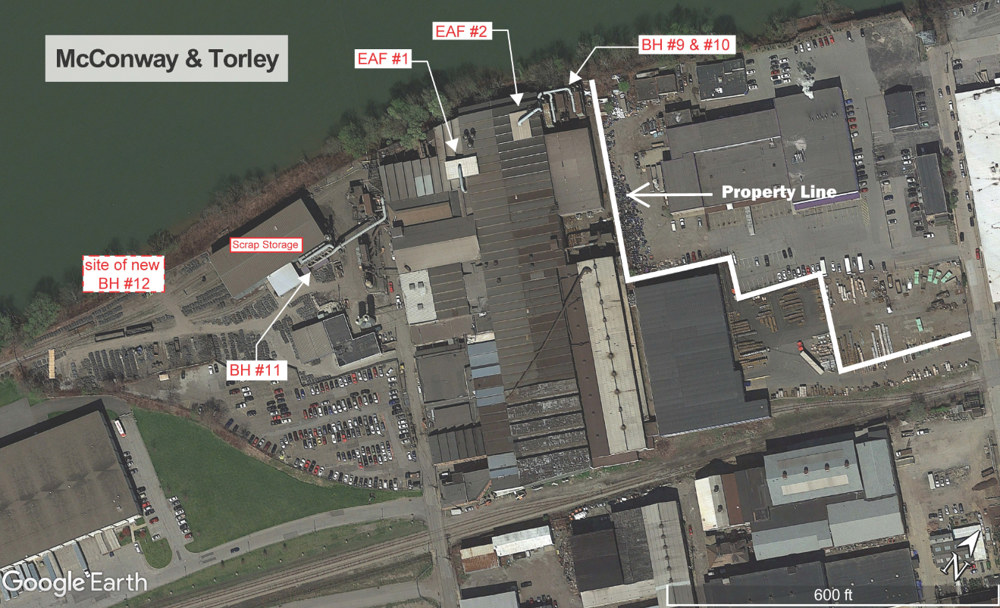 McConway & Torley
EAF #2
EAF #1
BH #9 & #10
Property Line
Scrap Storage
site of new
BH #12
BH #11
Google Earth
N
600 ft